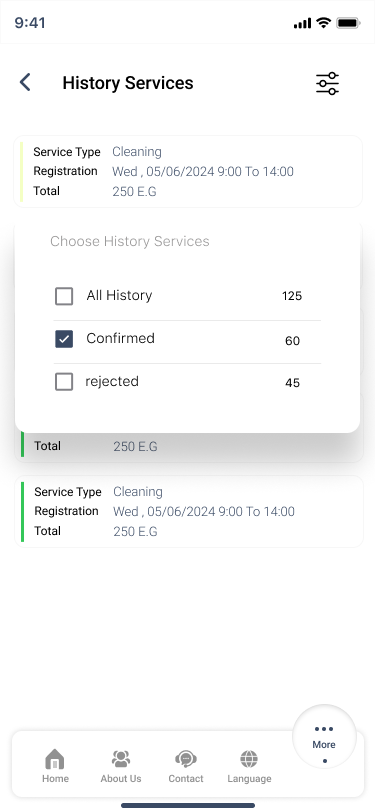 9:41
History Services
Service Type Cleaning
Registration Wed , 05/06/2024 9:00 To 14:00
Total 250 E.G
Choose History Services
All History 125
Confirmed 60
rejected 45
Total 250 E.G
Service Type Cleaning
Registration Wed , 05/06/2024 9:00 To 14:00
Total 250 E.G
More
Home About Us Contact Language